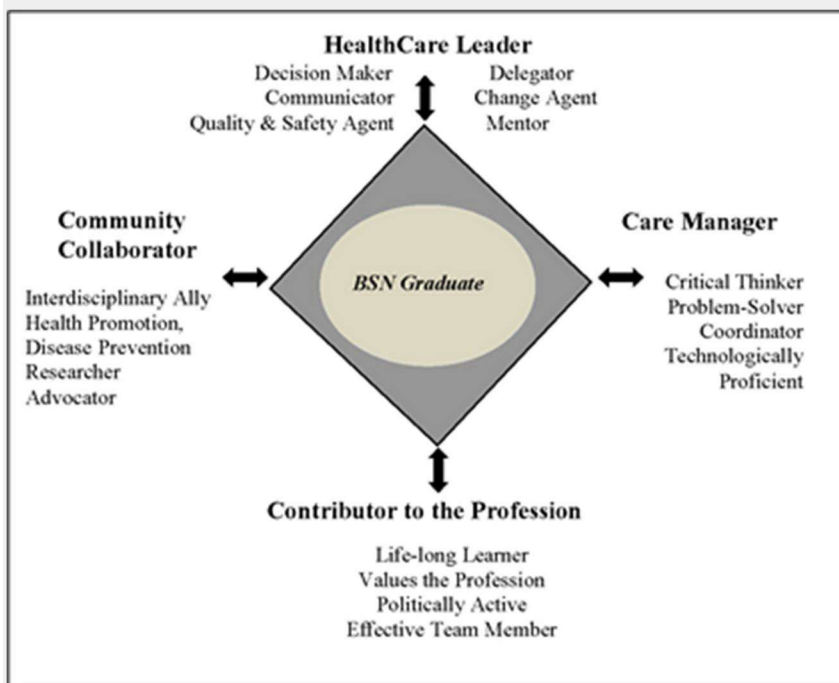 HealthCare Leader
Decision Maker
Communicator
Quality & Safety Agent
Delegator
Change Agent
Mentor
Community
Collaborator
Interdisciplinary Ally
Health Promotion,
Disease Prevention
Researcher
Advocator
BSN Graduate
Care Manager
Critical Thinker
Problem-Solver
Coordinator
Technologically
Proficient
Contributor to the Profession
Life-long Learner
Values the Profession
Politically Active
Effective Team Member